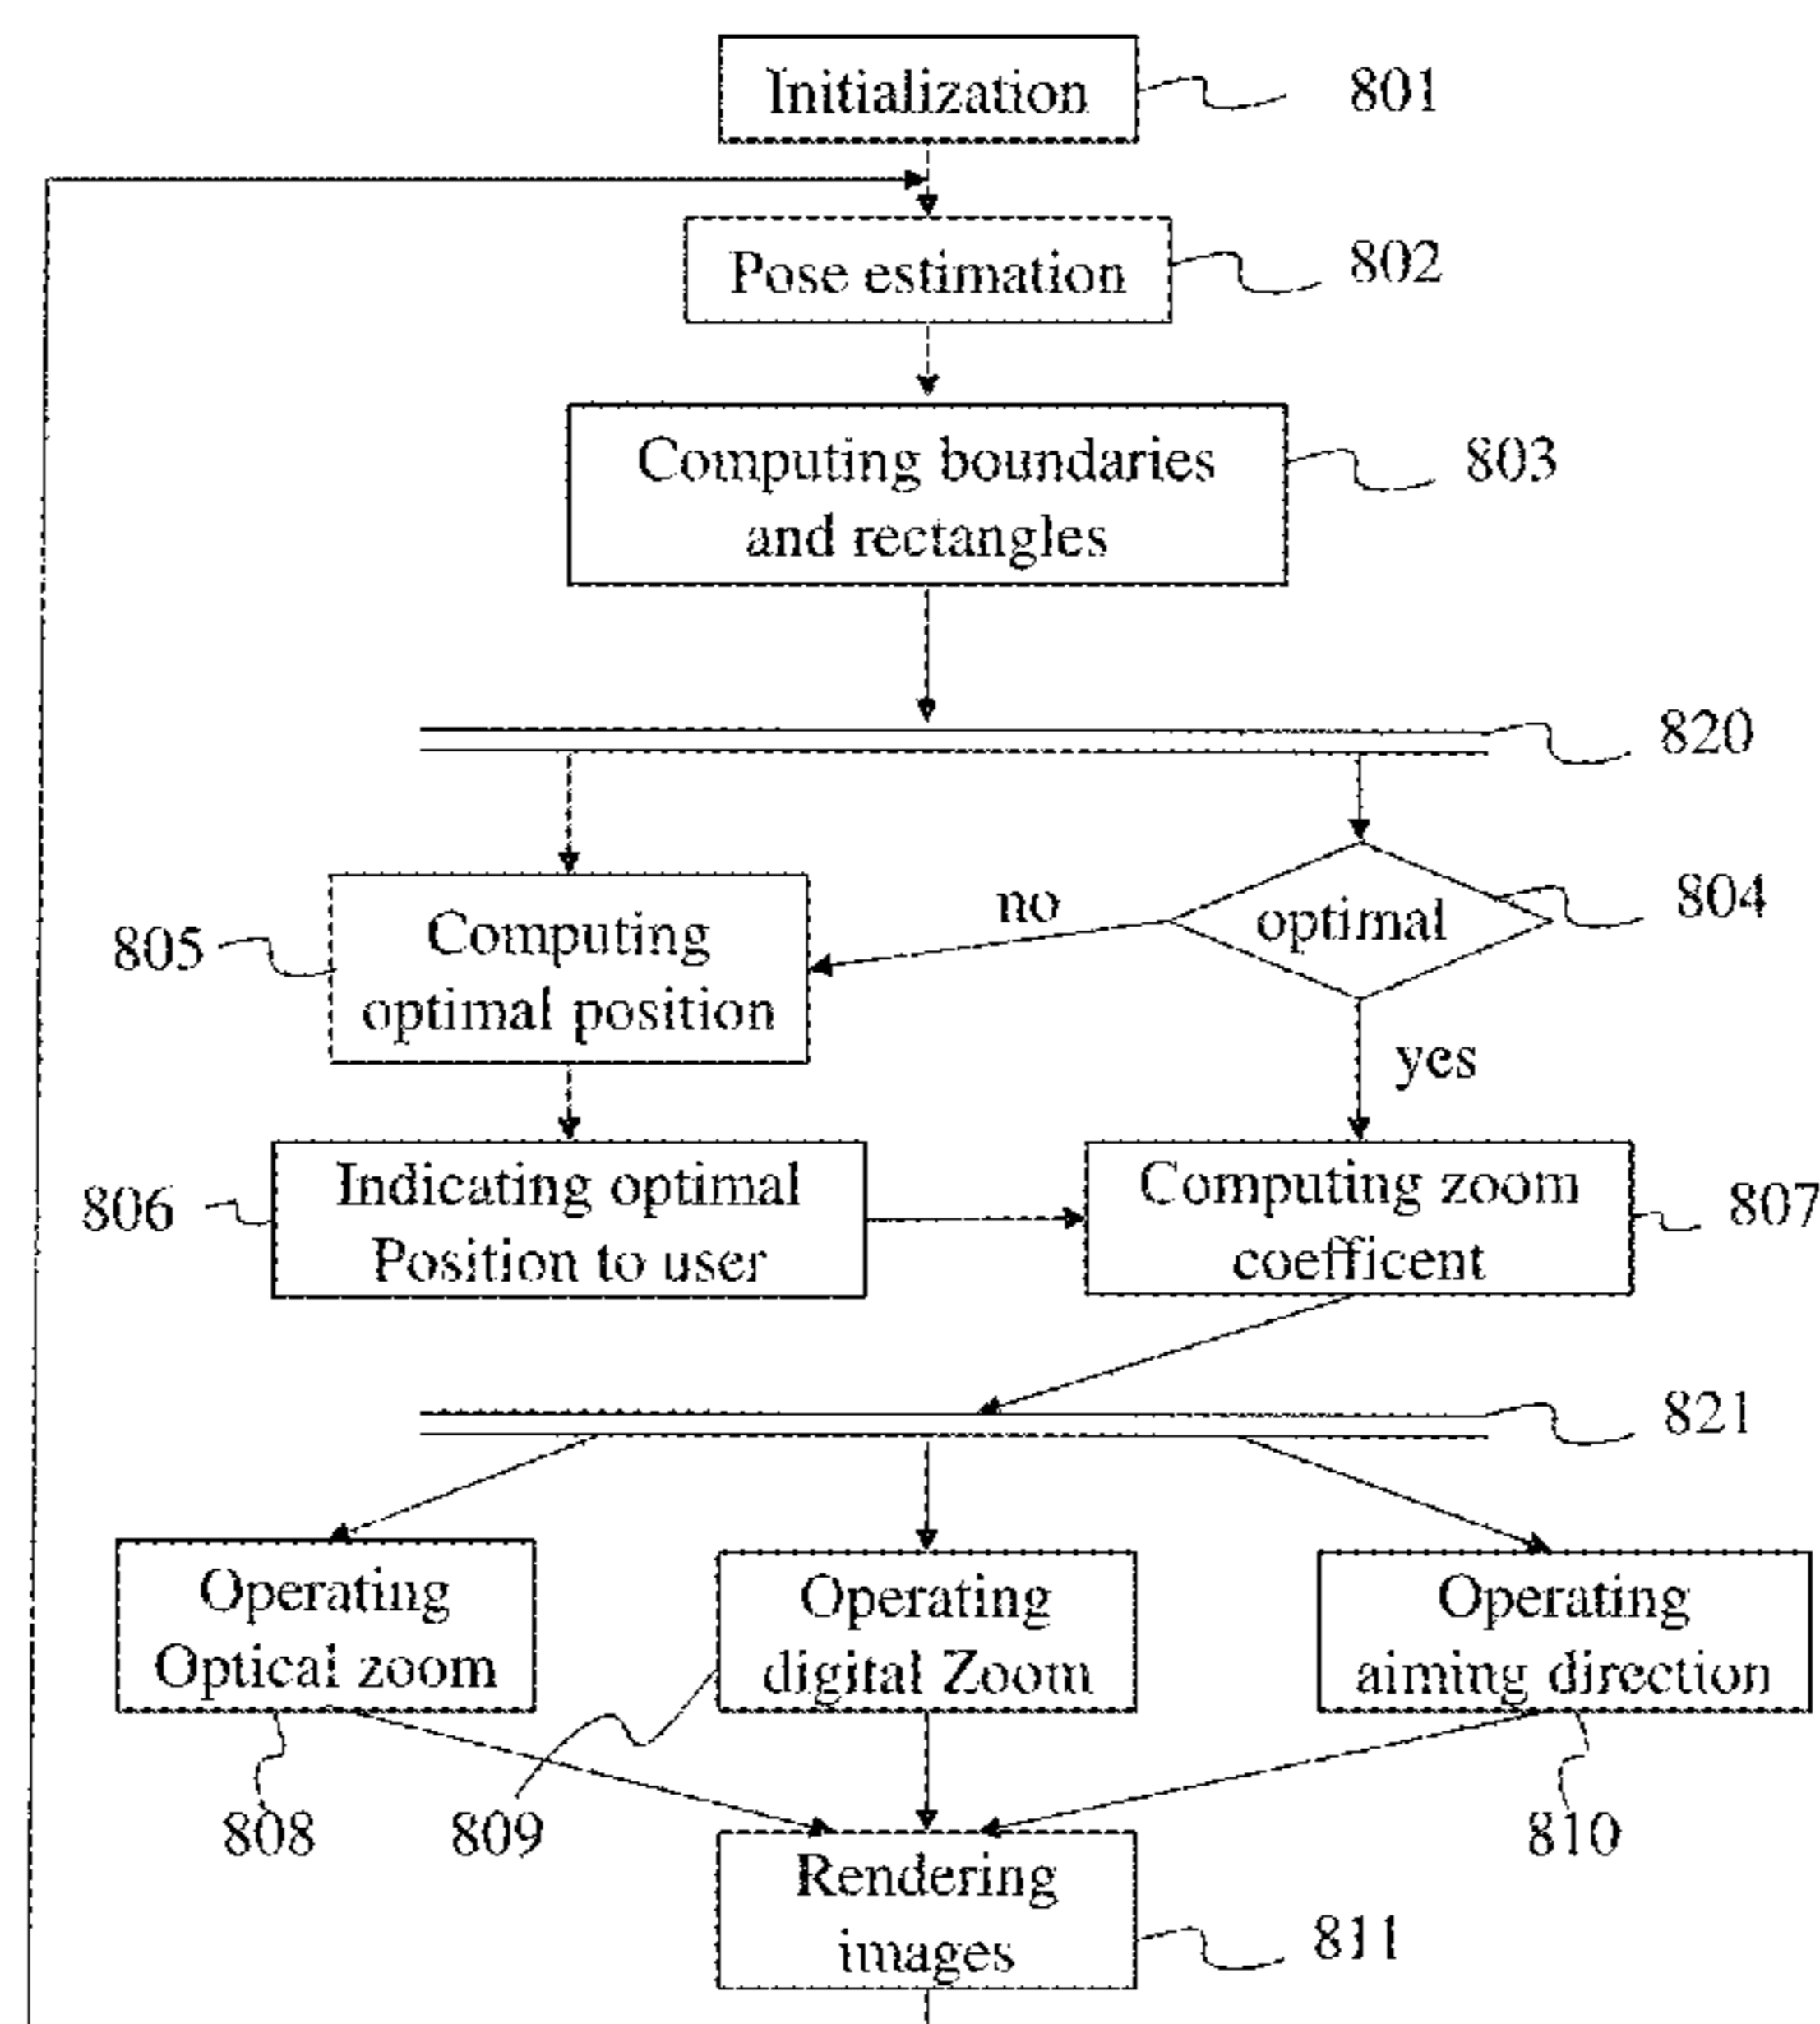 Initialization
801
Pose estimation
802
Computing boundaries
and rectangles
803
820
optimal
804
no
805
Computing
optimal position
yes
806
Indicating optimal
Position to user
Computing zoom
coefficent
807
821
Operating
Optical zoom
Operating
digital Zoom
Operating
aiming direction
808
809
810
Rendering
images
811